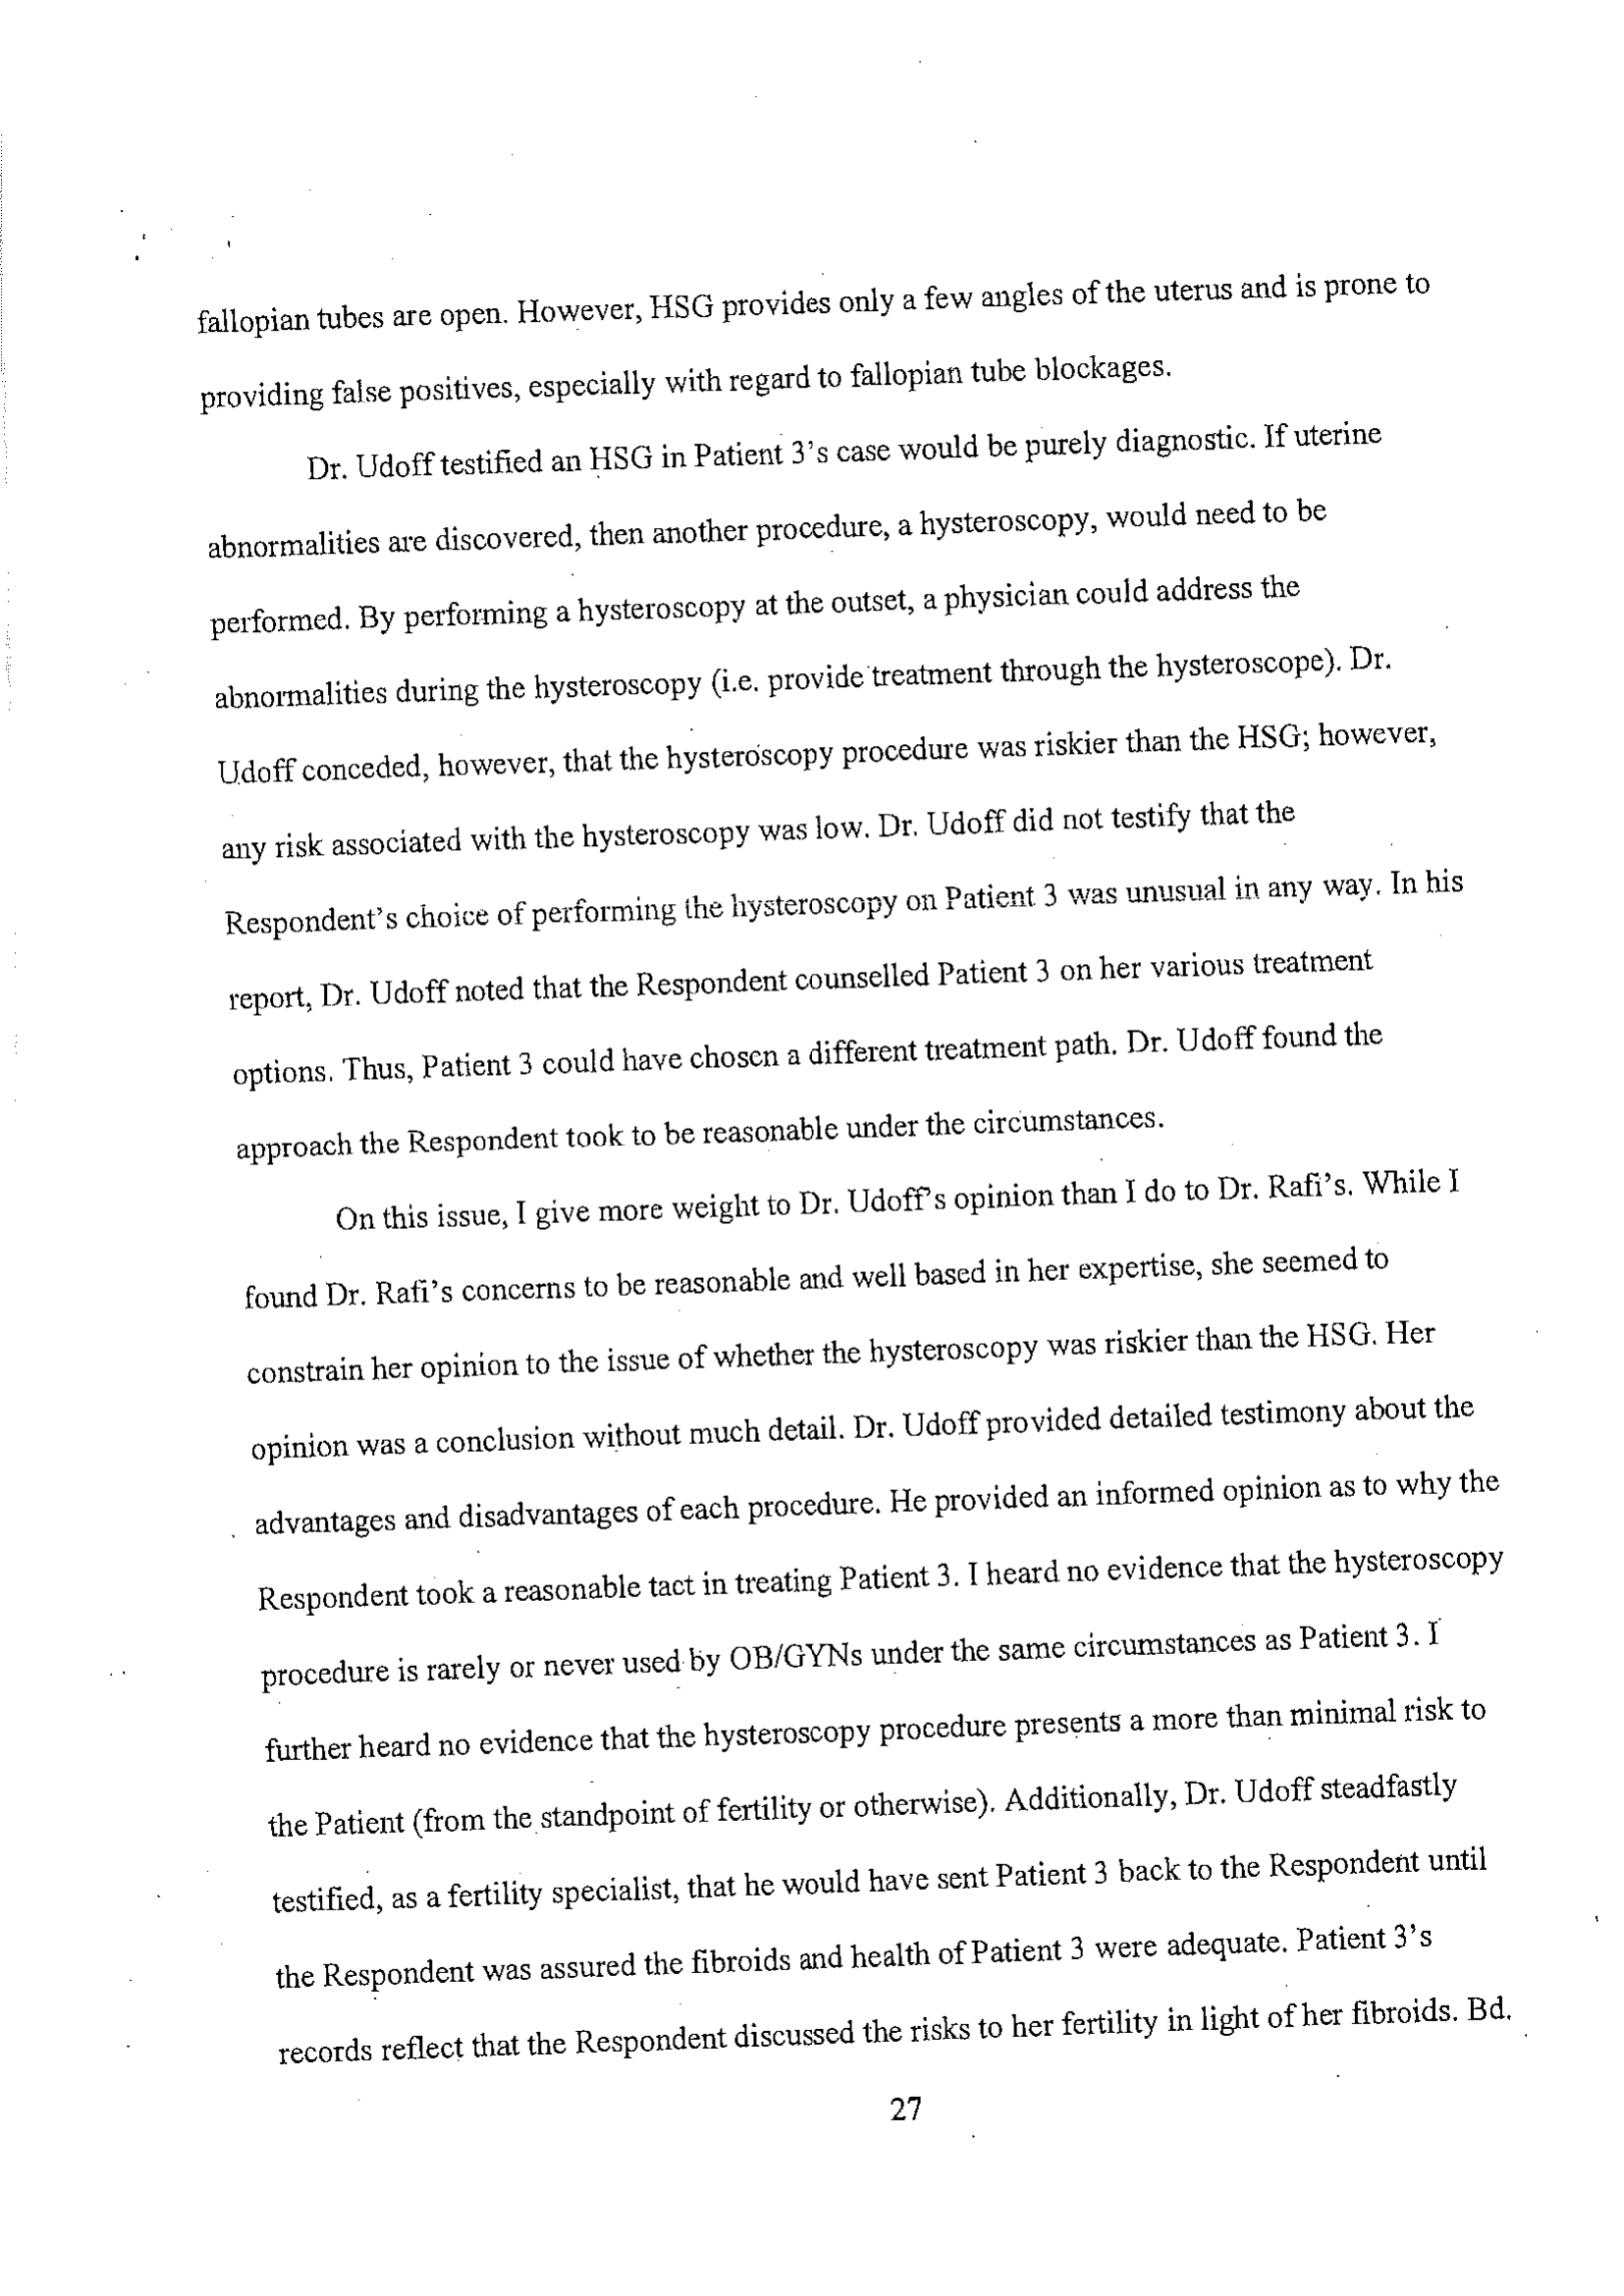 fallopian tubes are open. However, HSG provides only a few angles of the uterus and is prone to
providing false positives, especially with regard to fallopian tube blockages.
Dr. Udoff testified an HSG in Patient 3's case would be purely diagnostic. If uterine
abnormalities are discovered, then another procedure, a hysteroscopy, would need to be
performed. By performing a hysteroscopy at the outset, a physician could address the
abnormalities during the hysteroscopy (i.e. provide treatment through the hysteroscope). Dr.
Udoff conceded, however, that the hysteroscopy procedure was riskier than the HSG; however,
any risk associated with the hysteroscopy was low. Dr. Udoff did not testify that the
Respondent's choice of performing the hysteroscopy on Patient 3 was unusual in any way. In his
report, Dr. Udoff noted that the Respondent counselled Patient 3 on her various treatment
options. Thus, Patient 3 could have chosen a different treatment path. Dr. Udoff found the
approach the Respondent took to be reasonable under the circumstances.
On this issue, I give more weight to Dr. Udoff's opinion than I do to Dr. Rafi's. While I
found Dr. Rafi's concerns to be reasonable and well based in her expertise, she seemed to
constrain her opinion to the issue of whether the hysteroscopy was riskier than the HSG. Her
opinion was a conclusion without much detail. Dr. Udoff provided detailed testimony about the
advantages and disadvantages of each procedure. He provided an informed opinion as to why the
Respondent took a reasonable tact in treating Patient 3. I heard no evidence that the hysteroscopy
procedure is rarely or never used by OB/GYNs under the same circumstances as Patient 3. I
further heard no evidence that the hysteroscopy procedure presents a more than minimal risk to
the Patient (from the standpoint of fertility or otherwise). Additionally, Dr. Udoff steadfastly
testified, as a fertility specialist, that he would have sent Patient 3 back to the Respondent until
the Respondent was assured the fibroids and health of Patient 3 were adequate. Patient 3's
records reflect that the Respondent discussed the risks to her fertility in light of her fibroids. Bd.
27